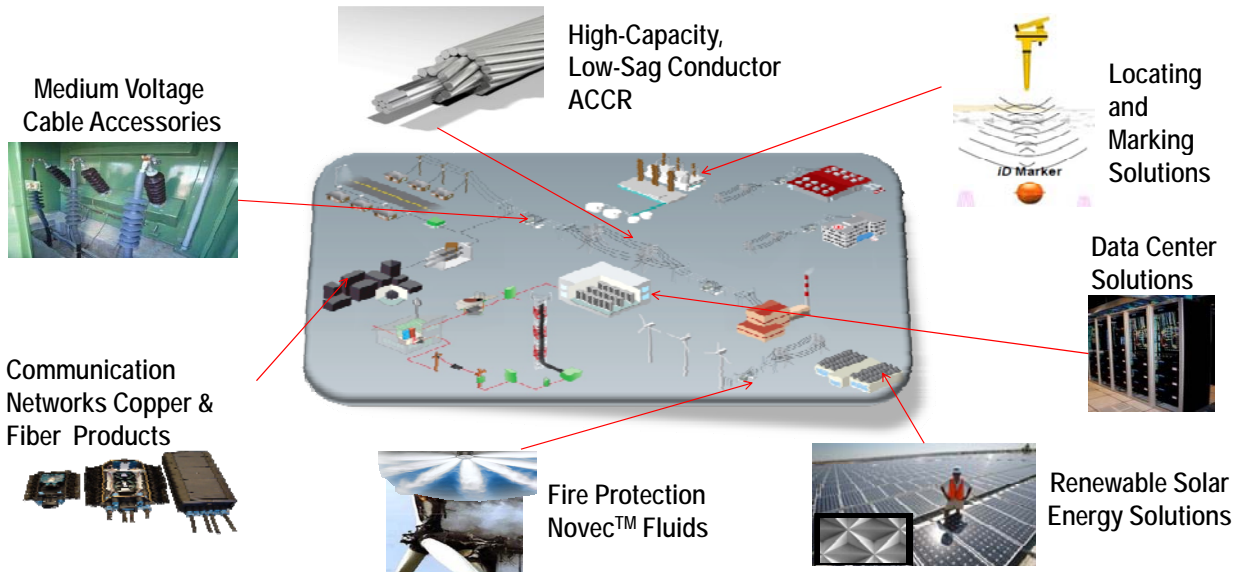 High-Capacity,
Low-Sag Conductor
ACCR
Medium Voltage
Cable Accessories
Locating
and
Marking
Solutions
iD Marker
Data Center
Solutions
Communication
Networks Copper &
Fiber Products
Fire Protection
Novec™ Fluids
Renewable Solar
Energy Solutions